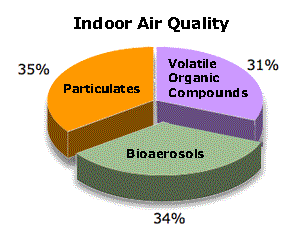 Indoor Air Quality
35%
Particulates
Volatile
Organic
Compounds
31%
Bioaerosols
34%